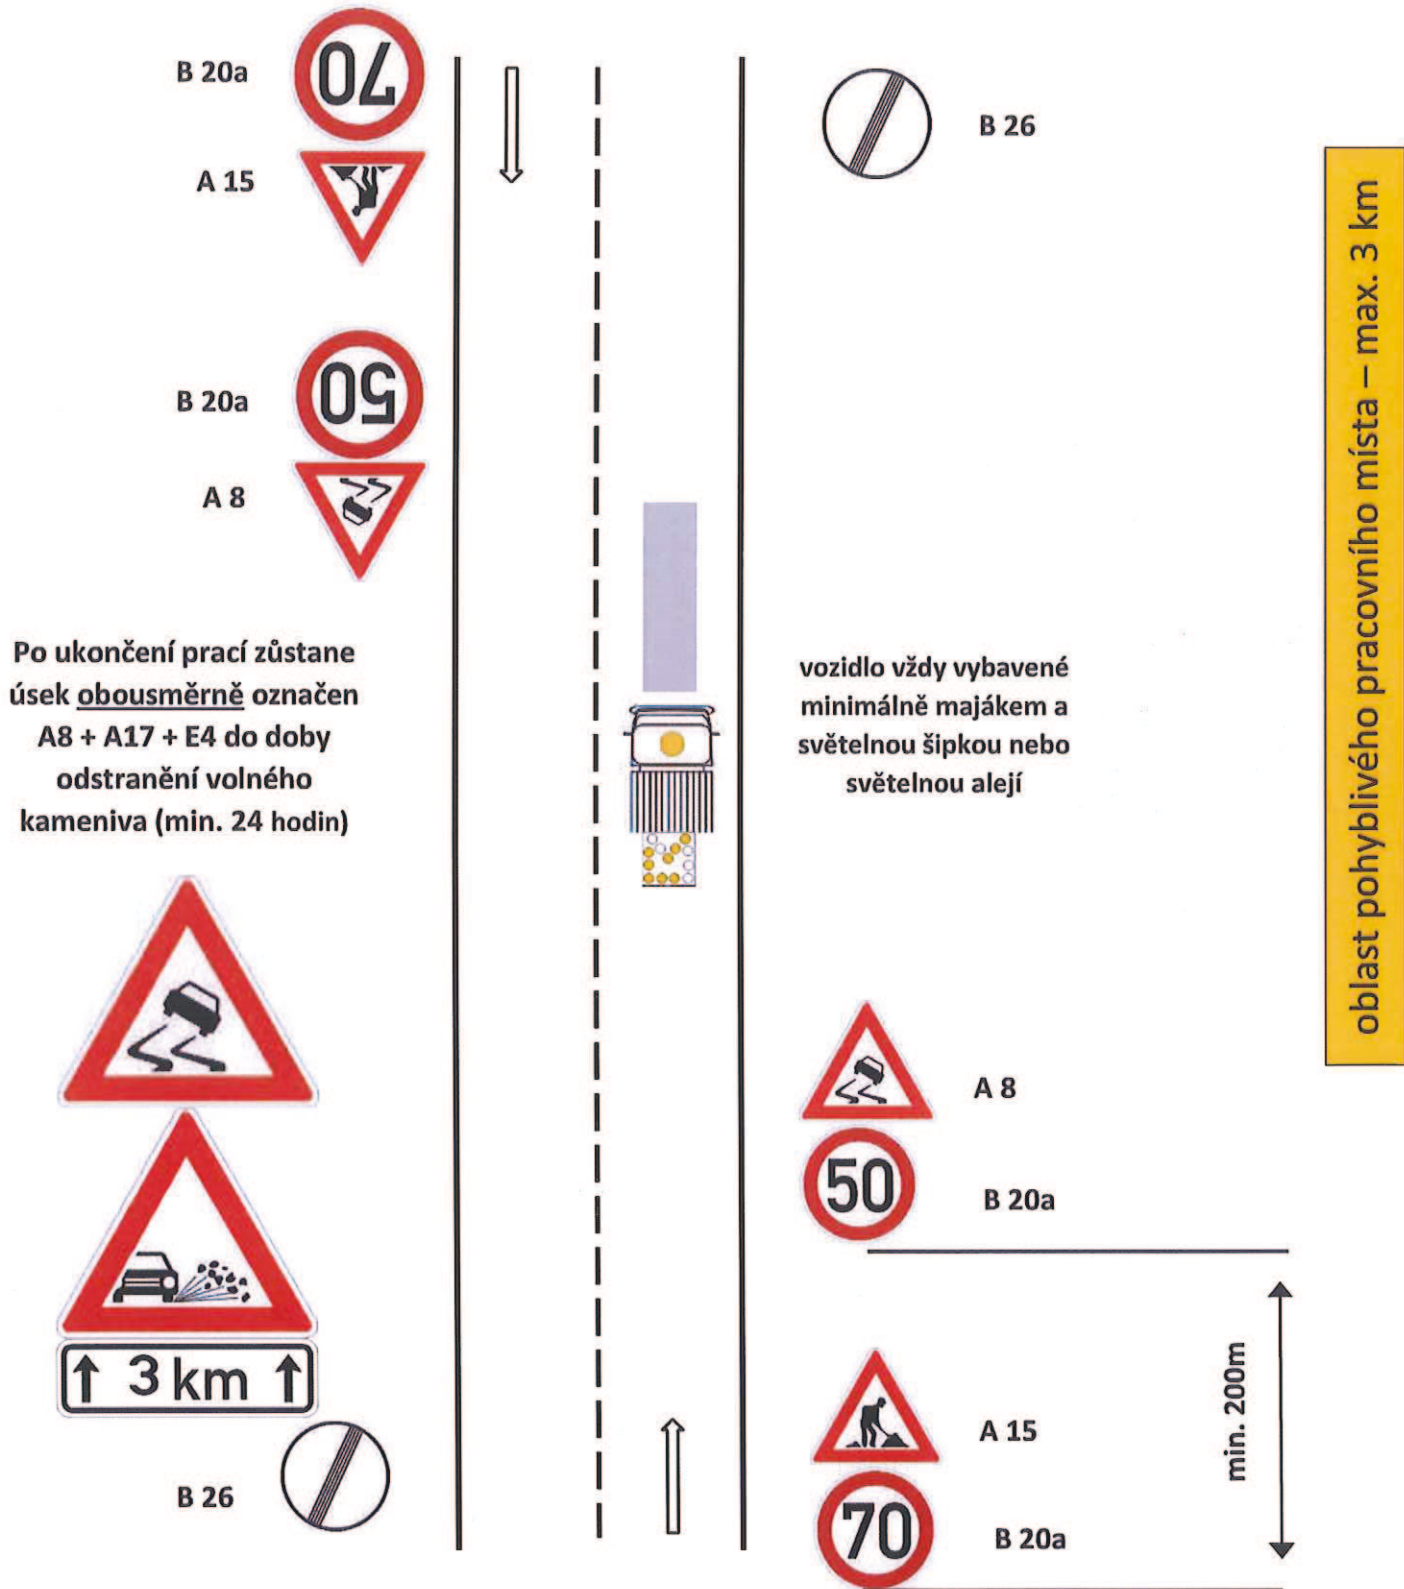 70
B 20a
B 26
A 15
50
B 20a
A 8
oblast pohyblivého pracovního místa – max. 3 km
Po ukončení prací zůstane
úsek obousměrně označen
A8 + A17 + E4 do doby
odstranění volného
kameniva (min. 24 hodin)
vozidlo vždy vybavené
minimálně majákem a
světelnou šipkou nebo
světelnou alejí
A 8
50
B 20a
3 km
min. 200m
A 15
B 26
70
B 20a